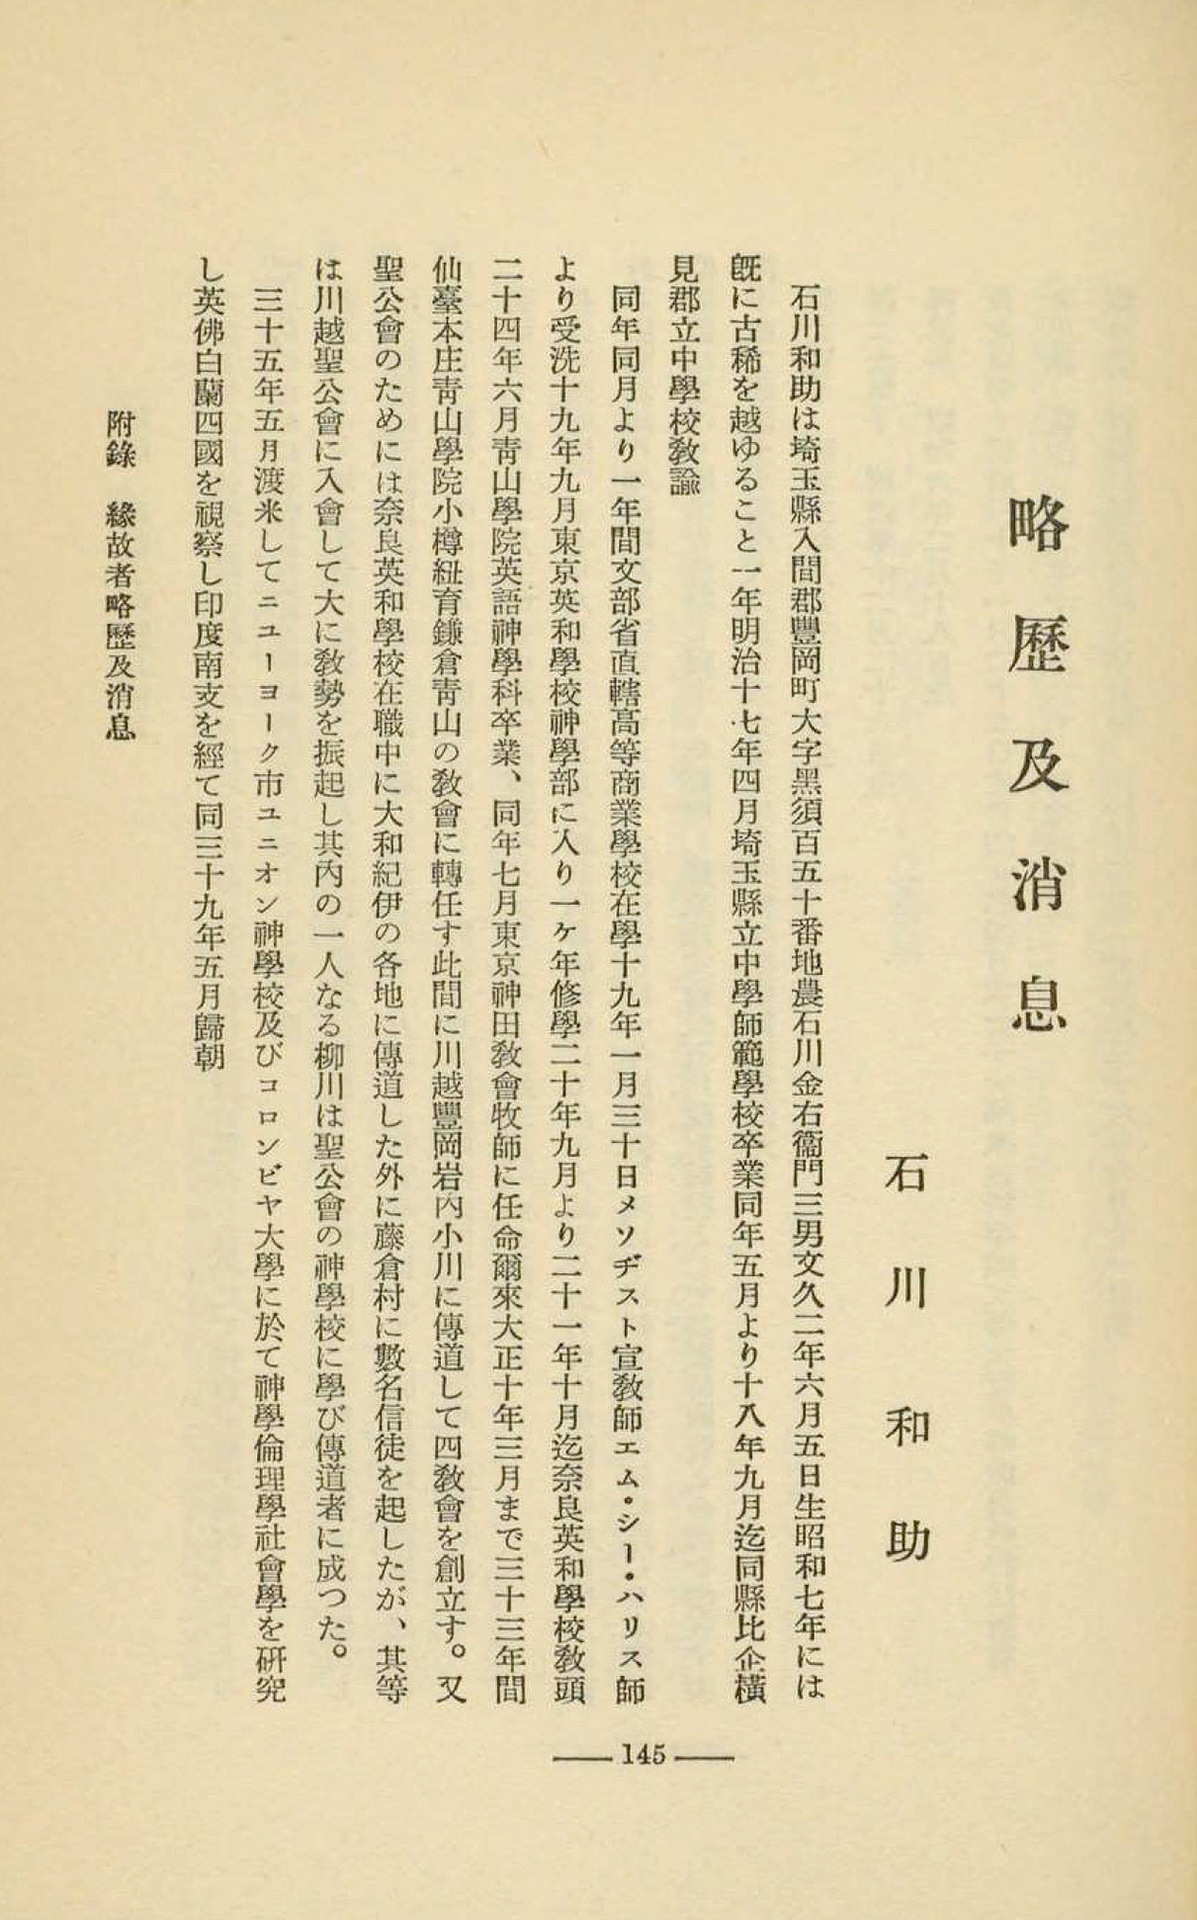 略歷及消息
石川和助
石川和助は埼玉縣入間郡豐岡町大字黑須百五十番地農石川金右衞門三男文久二年六月五日生昭和七年には
既に古稀を越ゆること一年明治十七年四月埼玉縣立中學師範學校卒業同年五月より十八年九月迄同縣比企橫
見郡立中學校敎諭
同年同月より一年間文部省直轄高等商業學校在學十九年一月三十日メソヂスト宣敎師エム・シー・ハリス師
より受洗十九年九月東京英和學校神學部に入り一ケ年修學二十年九月より二十一年十月迄奈良英和學校敎頭
二十四年六月靑山學院英語神學科卒業、同年七月東京神田敎會牧師に任命爾來大正十年三月まで三十三年間
仙臺本庄靑山學院小樽紐育鎌倉靑山の敎會に轉任す此間に川越豐岡岩內小川に傳道して四敎會を創立す。又
聖公會のためには奈良英和學校在職中に大和紀伊の各地に傳道した外に藤倉村に數名信徒を起したが、其等
は川越聖公會に入會して大に敎勢を振起し其內の一人なる柳川は聖公會の神學校に學び傳道者に成つた。
三十五年五月渡米してニューヨーク市ユニオン神學校及びコロンビヤ大學に於て神學倫理學社會學を硏究
し英佛白蘭四國を視察し印度南支を經て同三十九年五月歸朝
附錄　緣故者略歷及消息
145